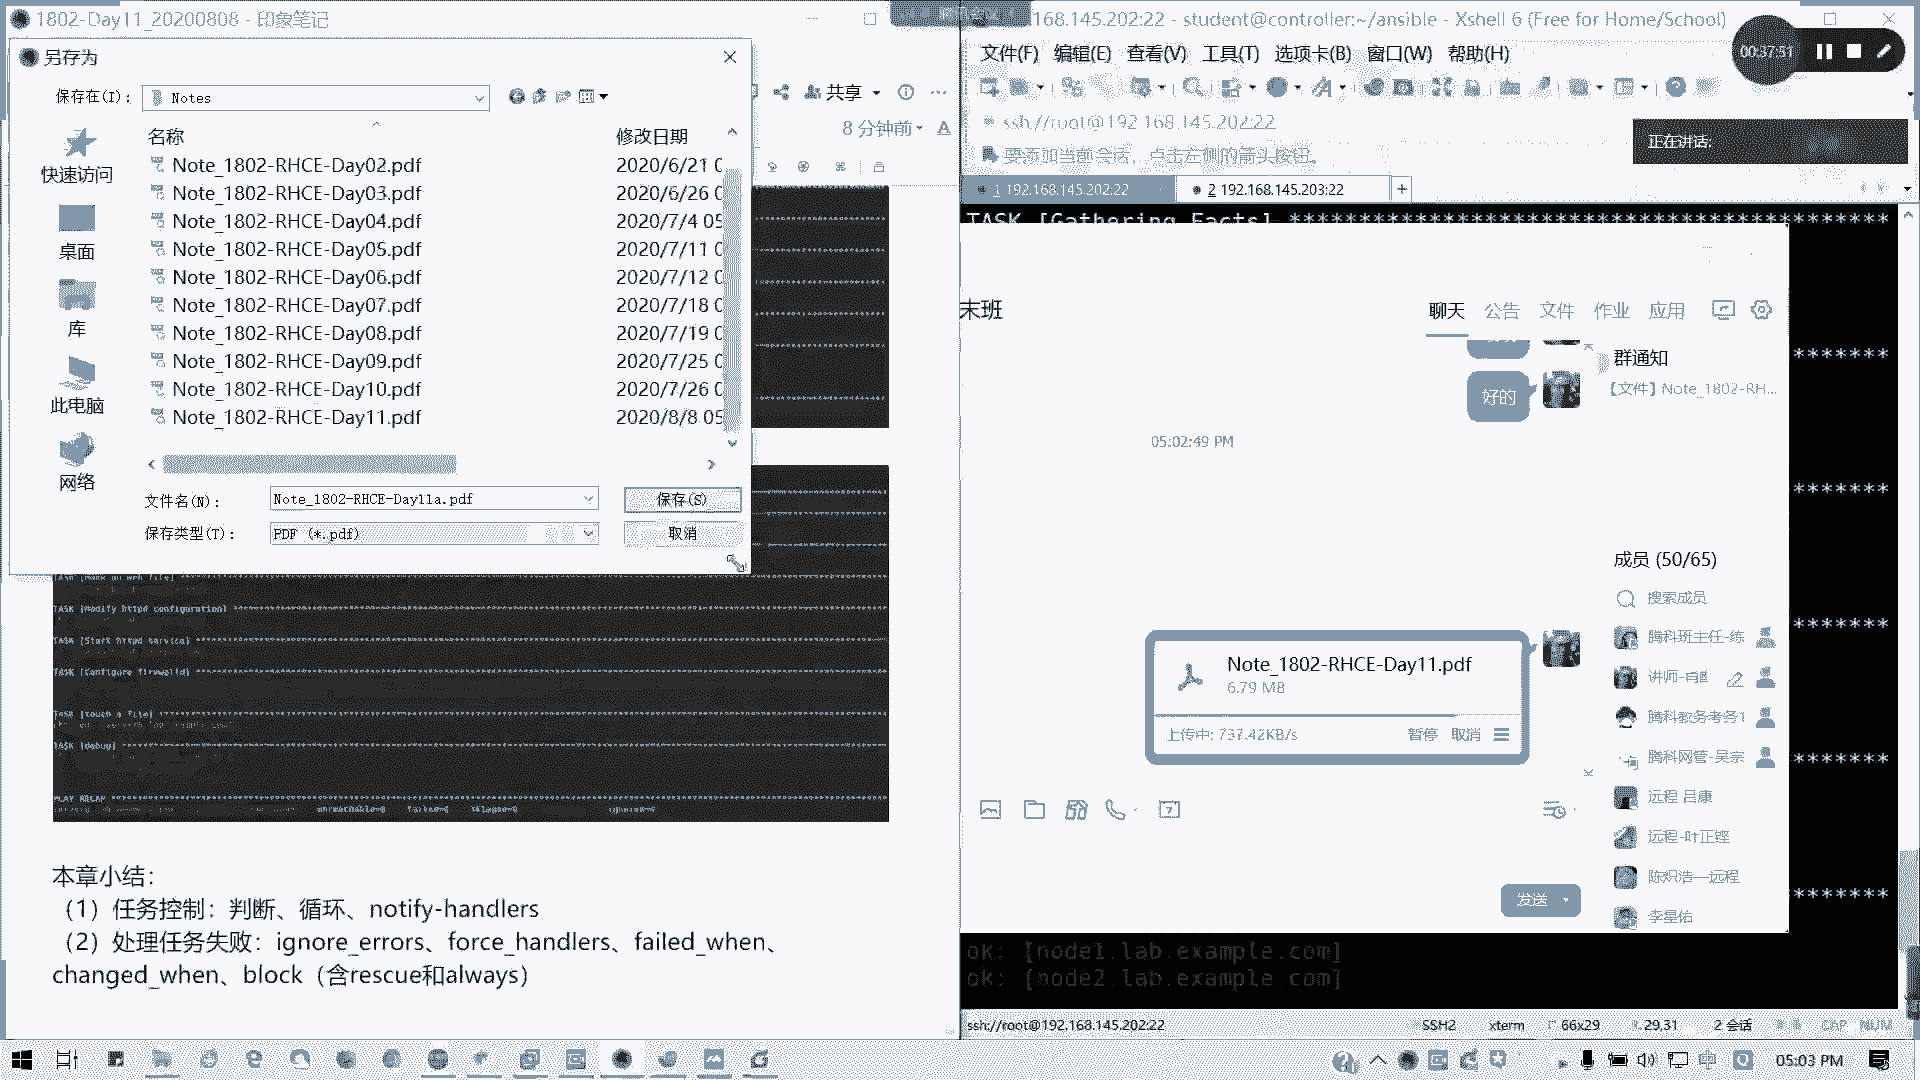 1802-Day11_20200808 - 印象笔记
另存为
保存在(I):
Notes
名称
修改日期
快速访问
桌面
库
此电脑
网络
Note_1802-RHCE-Day02.pdf
2020/6/21 0
Note_1802-RHCE-Day03.pdf
2020/6/26 0
Note_1802-RHCE-Day04.pdf
2020/7/4 05
Note_1802-RHCE-Day05.pdf
2020/7/11 0
Note_1802-RHCE-Day06.pdf
2020/7/12 0
Note_1802-RHCE-Day07.pdf
2020/7/18 0
Note_1802-RHCE-Day08.pdf
2020/7/19 0
Note_1802-RHCE-Day09.pdf
2020/7/25 0
Note_1802-RHCE-Day10.pdf
2020/7/26 0
Note_1802-RHCE-Day11.pdf
2020/8/8 05
文件名(N):
Note_1802-RHCE-Day11a.pdf
保存(S)
保存类型(T):
PDF (*.pdf)
取消
共享
8 分钟前
TASK [Modify httpd configuration]
TASK [Start httpd service]
TASK [Configure firewalld]
TASK [touch a file]
TASK [debug]
PLAY RECAP
本章小结：
（1）任务控制：判断、循环、notify-handlers
（2）处理任务失败：ignore_errors、force_handlers、failed_when、
changed_when、block（含rescue和always）
168.145.202:22 - student@controller:~/ansible - Xshell 6 (Free for Home/School)
文件(F) 编辑(E) 查看(V) 工具(T) 选项卡(B) 窗口(W) 帮助(H)
00:37:51
ssh://root@192.168.145.202:22
要添加当前会话，点击左侧的箭头按钮。
正在讲话:
1 192.168.145.202:22
2 192.168.145.203:22
TASK [Gathering Facts] *********************************************
末班
聊天 公告 文件 作业 应用
群通知
【文件】Note_1802-RH...
好的
05:02:49 PM
成员 (50/65)
搜索成员
Note_1802-RHCE-Day11.pdf
6.79 MB
上传中: 737.42KB/s
暂停 取消
腾科班主任-练
腾科教务考务1
腾科网管-吴宗
远程 吕康
远程-叶正铿
陈炽浩—远程
李星佑
发送
ok: [node1.lab.example.com]
ok: [node2.lab.example.com]
ssh://root@192.168.145.202:22
SSH2
xterm
66x29
29,31
2 会话
CAP NUM
中
05:03 PM